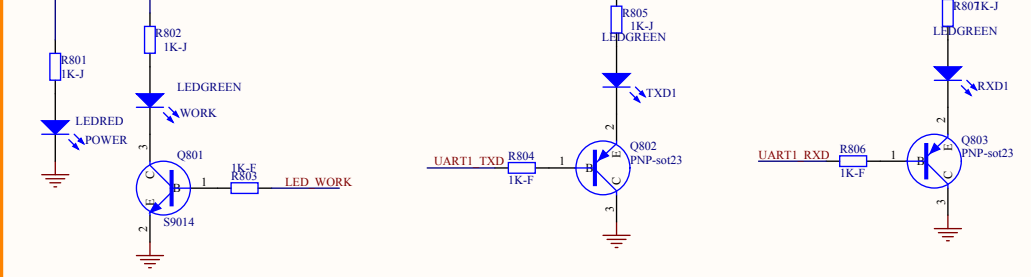 R801
1K-J
LEDRED
POWER
R802
1K-J
LEDGREEN
WORK
3
Q801
C
B
E
1
1K-F
R803
LED_WORK
S9014
2
R805
1K-J
LEDGREEN
TXD1
2
Q802
PNP-sot23
E
B
C
UART1_TXD
R804
1K-F
1
3
R807
1K-J
LEDGREEN
RXD1
2
Q803
PNP-sot23
E
B
C
UART1_RXD
R806
1K-F
1
3